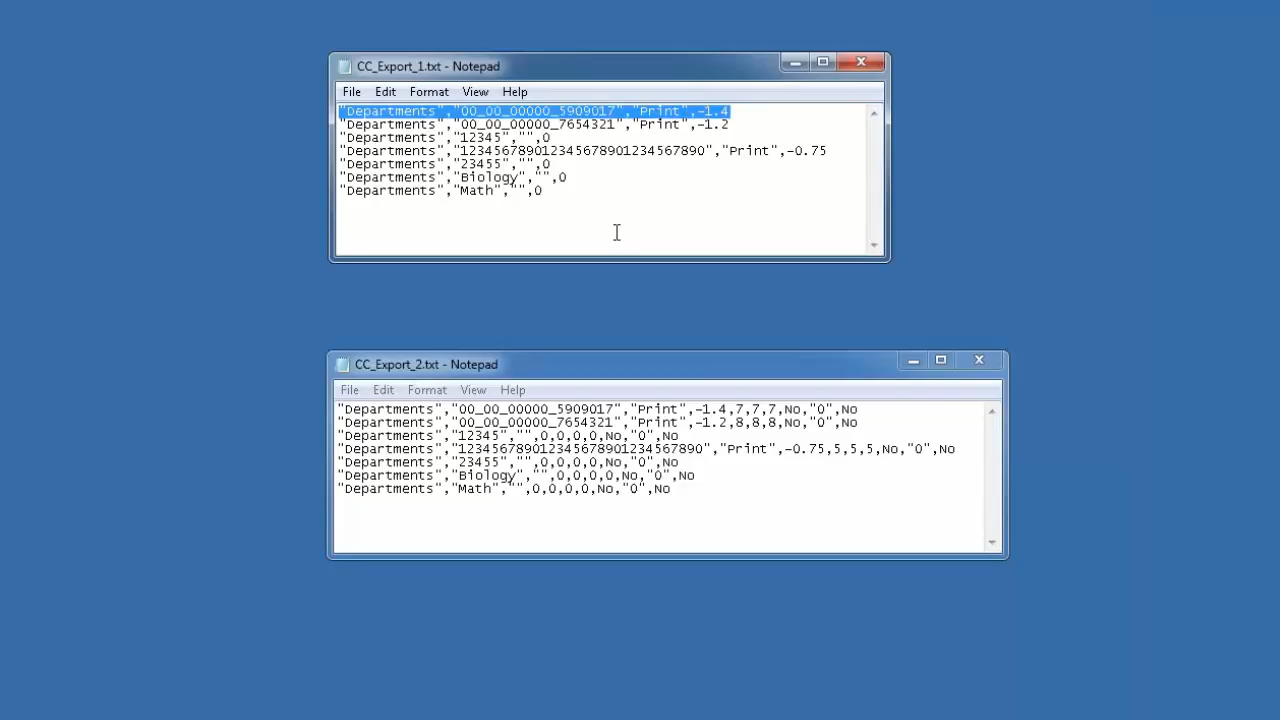 CC_Export_1.txt - Notepad
File Edit Format View Help
"Departments","00_00_00000_5909017","Print",-1.4
"Departments","00_00_00000_7654321","Print",-1.2
"Departments","12345","",0
"Departments","123456789012345678901234567890","Print",-0.75
"Departments","23455","",0
"Departments","Biology","",0
"Departments","Math","",0
CC_Export_2.txt - Notepad
File Edit Format View Help
"Departments","00_00_00000_5909017","Print",-1.4,7,7,7,No,"0",No
"Departments","00_00_00000_7654321","Print",-1.2,8,8,8,No,"0",No
"Departments","12345","",0,0,0,0,No,"0",No
"Departments","123456789012345678901234567890","Print",-0.75,5,5,5,No,"0",No
"Departments","23455","",0,0,0,0,No,"0",No
"Departments","Biology","",0,0,0,0,No,"0",No
"Departments","Math","",0,0,0,0,No,"0",No